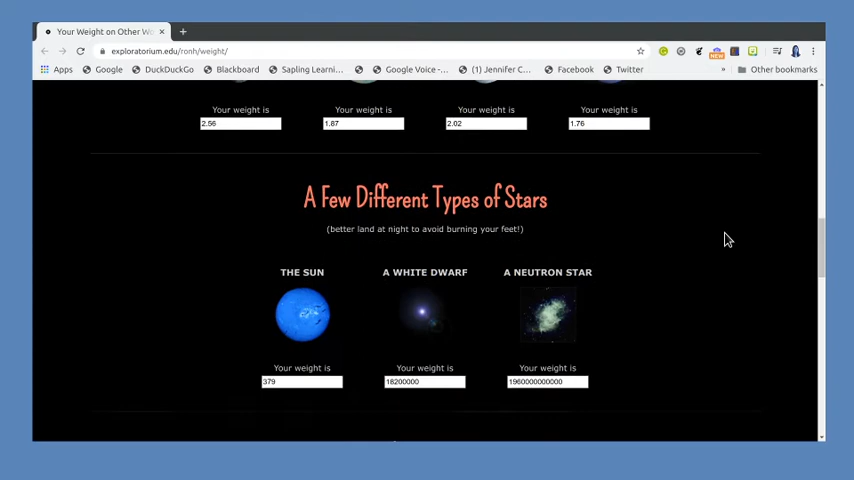 Your Weight on Other Wo
exploratorium.edu/ronh/weight/
NEW
Apps Google DuckDuckGo Blackboard Sapling Learni... Google Voice -... (1) Jennifer C... Facebook Twitter » Other bookmarks
Your weight is Your weight is Your weight is Your weight is
2.56 1.87 2.02 1.76
A Few Different Types of Stars
(better land at night to avoid burning your feet!)
THE SUN A WHITE DWARF A NEUTRON STAR
Your weight is Your weight is Your weight is
379 18200000 1960000000000